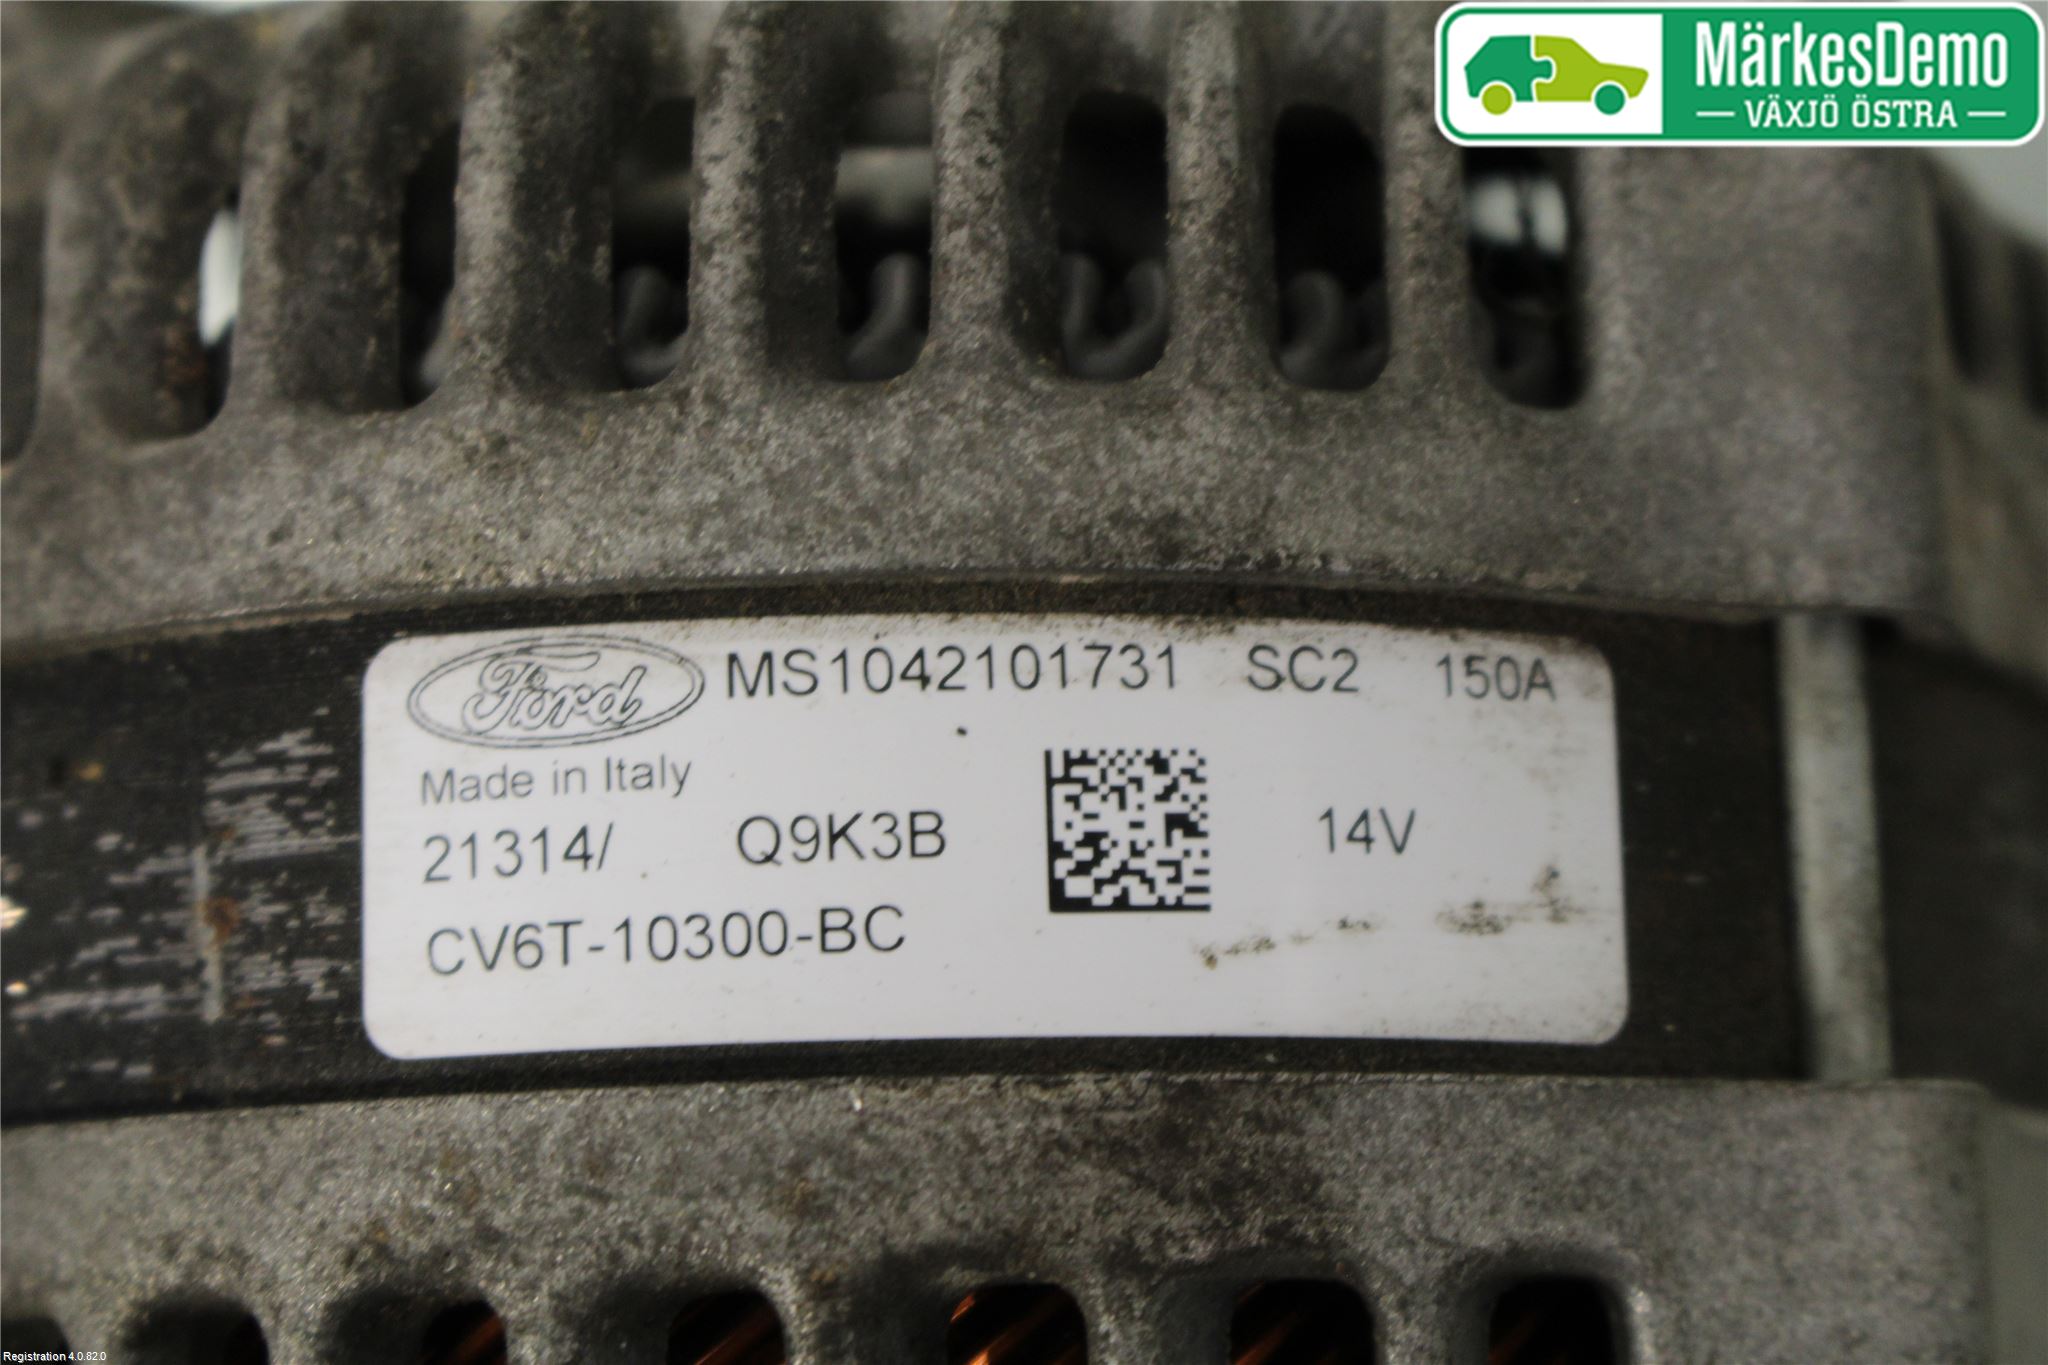 MärkesDemo
VÄXJÖ ÖSTRA
Ford MS1042101731 SC2 150A
Made in Italy
21314/ Q9K3B 14V
CV6T-10300-BC
Registration 4.0.82.0